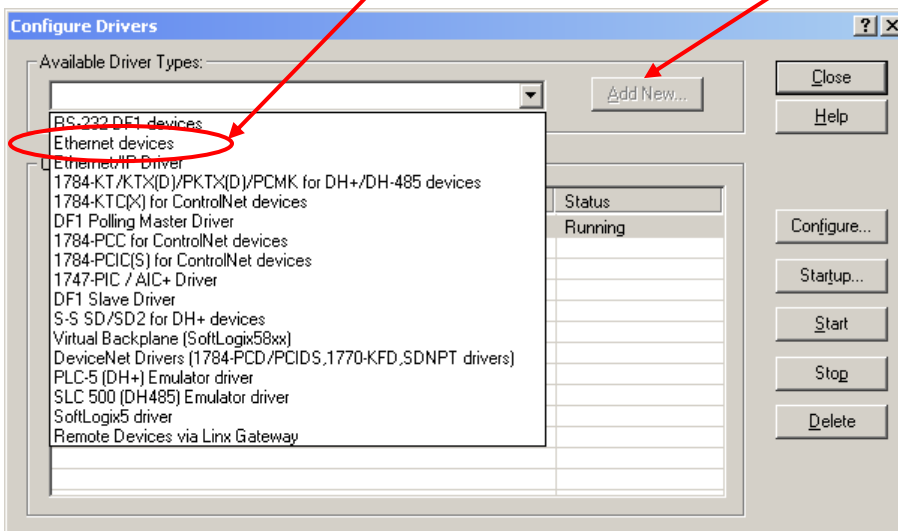 Configure Drivers
Available Driver Types:
Add New...
Close
Help
RS-232 DF1 devices
Ethernet devices
Ethernet/IP Driver
1784-KT/KTX(D)/PKTX(D)/PCMK for DH+/DH-485 devices
1784-KTC(X) for ControlNet devices
DF1 Polling Master Driver
1784-PCC for ControlNet devices
1784-PCIC(S) for ControlNet devices
1747-PIC / AIC+ Driver
DF1 Slave Driver
S-S SD/SD2 for DH+ devices
Virtual Backplane (SoftLogix58xx)
DeviceNet Drivers (1784-PCD/PCIDS,1770-KFD,SDNPT drivers)
PLC-5 (DH+) Emulator driver
SLC 500 (DH485) Emulator driver
SoftLogix5 driver
Remote Devices via Linx Gateway
Status
Running
Configure...
Startup...
Start
Stop
Delete